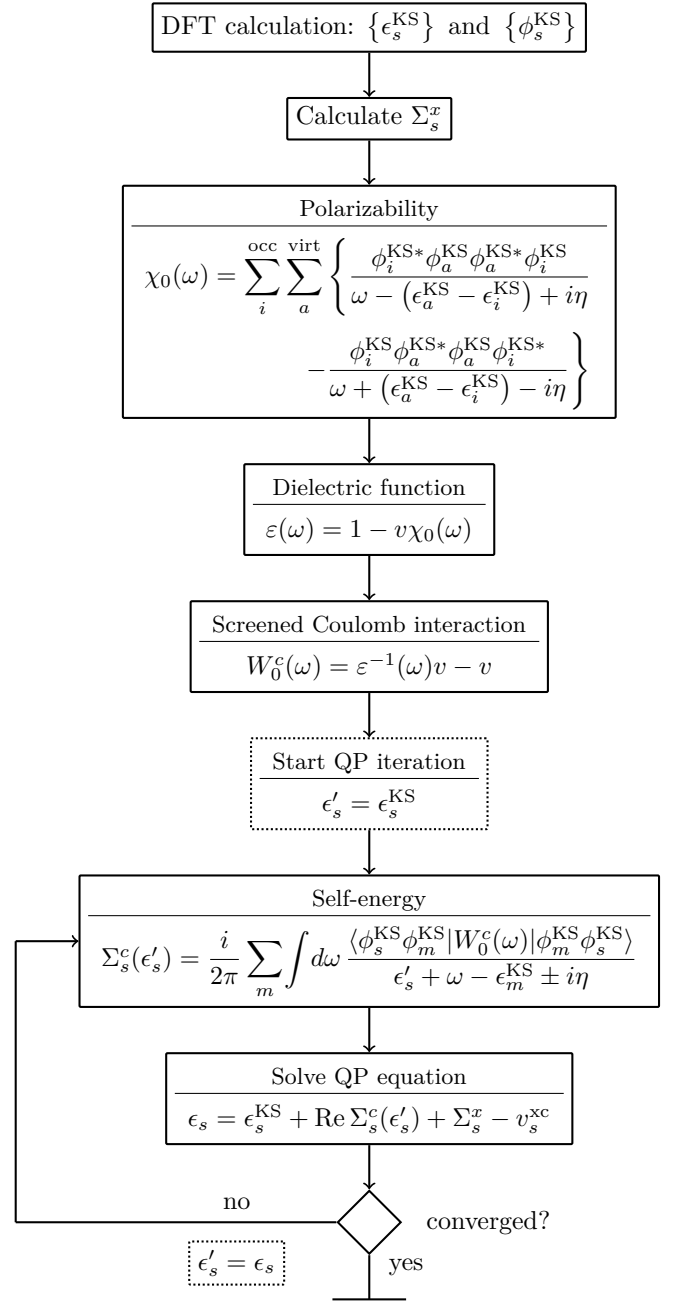 DFT calculation: {ϵ_s^KS} and {ϕ_s^KS}
Calculate Σ_s^x
Polarizability
χ_0(ω) = ∑_i^occ ∑_a^virt { ϕ_i^KS* ϕ_a^KS ϕ_a^KS* ϕ_i^KS / ω − (ϵ_a^KS − ϵ_i^KS) + iη
− ϕ_i^KS ϕ_a^KS* ϕ_a^KS ϕ_i^KS* / ω + (ϵ_a^KS − ϵ_i^KS) − iη }
Dielectric function
ε(ω) = 1 − vχ_0(ω)
Screened Coulomb interaction
W_0^c(ω) = ε^−1(ω)v − v
Start QP iteration
ϵ′_s = ϵ_s^KS
Self-energy
Σ_s^c(ϵ′_s) = i/2π ∑_m ∫ dω ⟨ϕ_s^KS ϕ_m^KS|W_0^c(ω)|ϕ_m^KS ϕ_s^KS⟩ / ϵ′_s + ω − ϵ_m^KS ± iη
Solve QP equation
ϵ_s = ϵ_s^KS + Re Σ_s^c(ϵ′_s) + Σ_s^x − v_s^xc
no
converged?
ϵ′_s = ϵ_s
yes